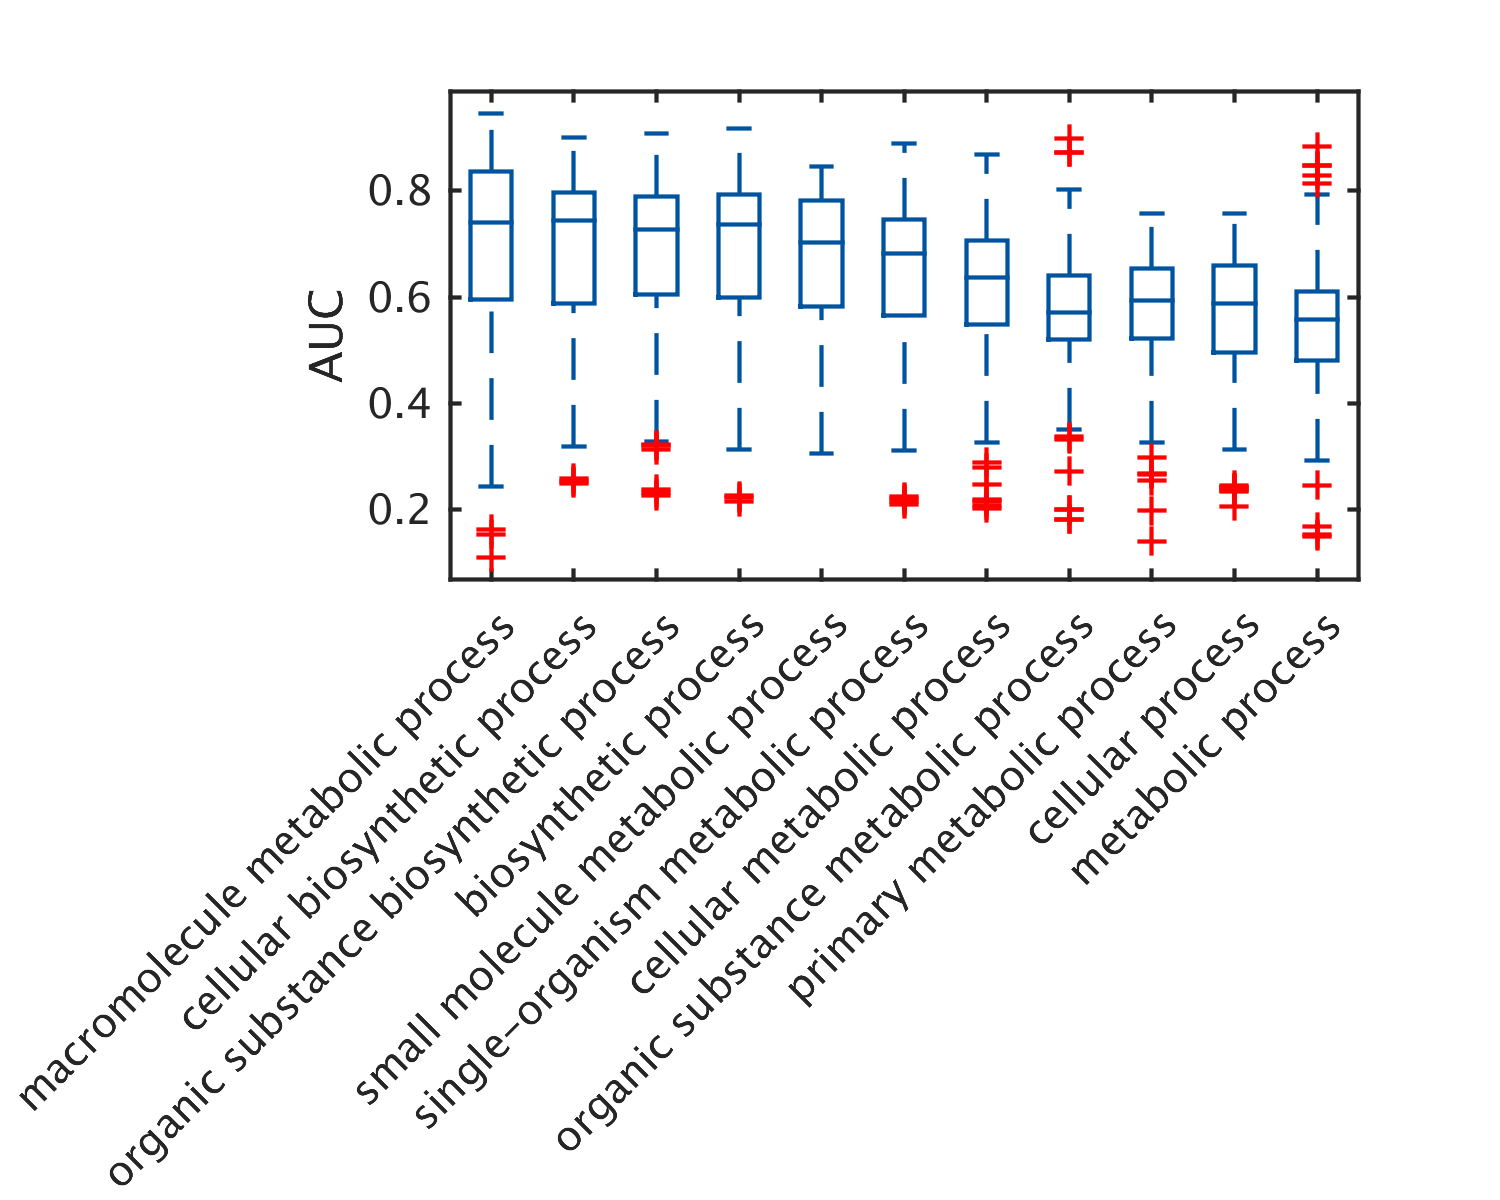 0.8
0.6
0.4
0.2
AUC
macromolecule metabolic process
cellular biosynthetic process
organic substance biosynthetic process
biosynthetic process
small molecule metabolic process
single−organism metabolic process
cellular metabolic process
organic substance metabolic process
primary metabolic process
cellular process
metabolic process